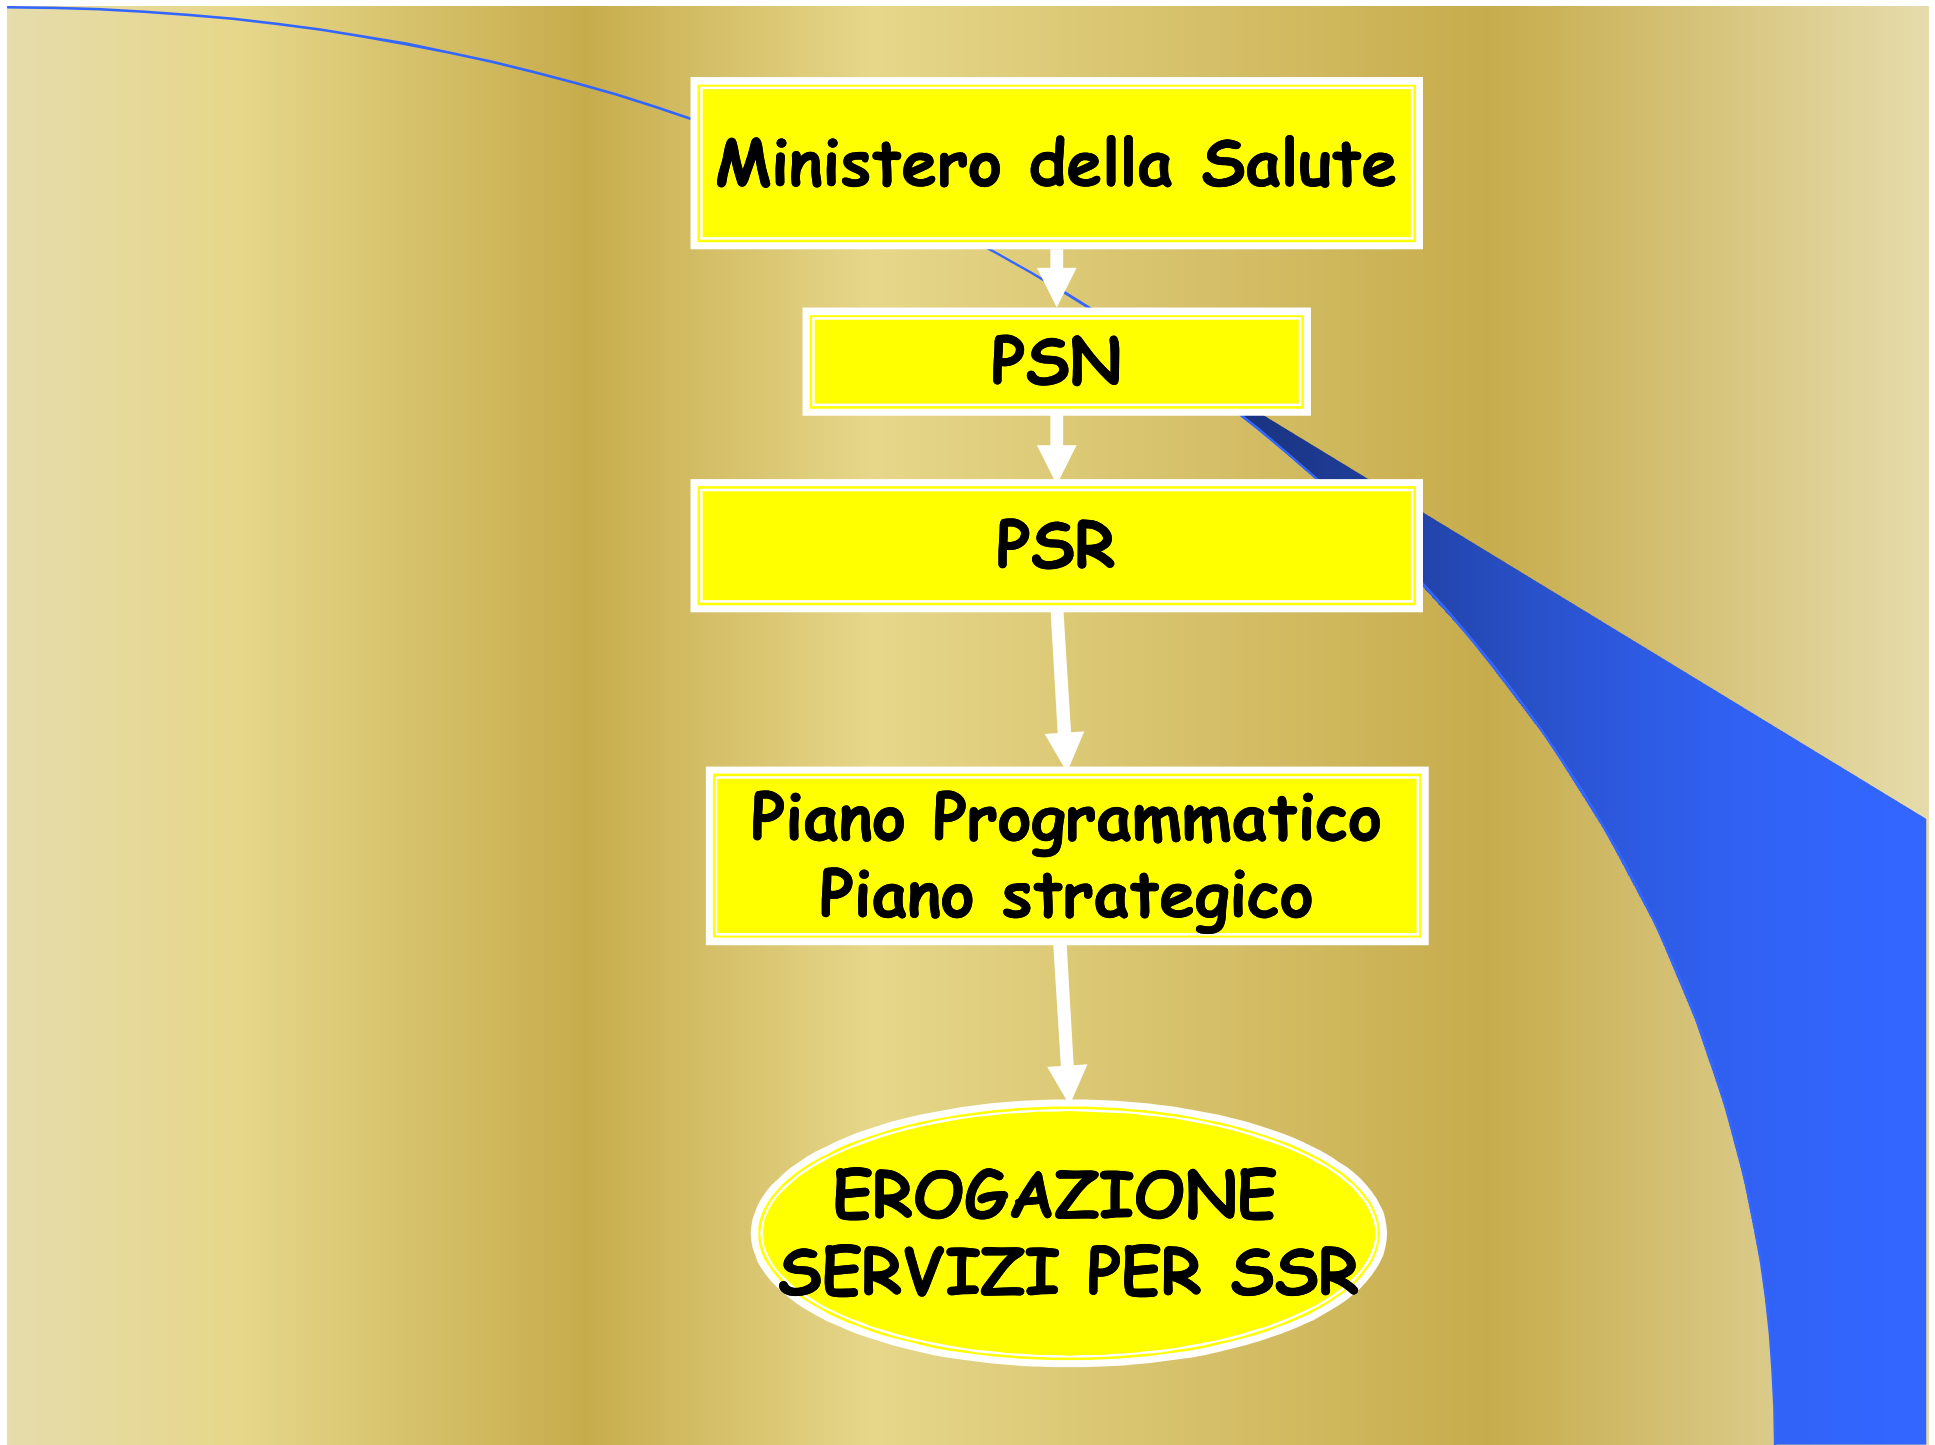 Ministero della Salute
PSN
PSR
Piano Programmatico
Piano strategico
EROGAZIONE
SERVIZI PER SSR